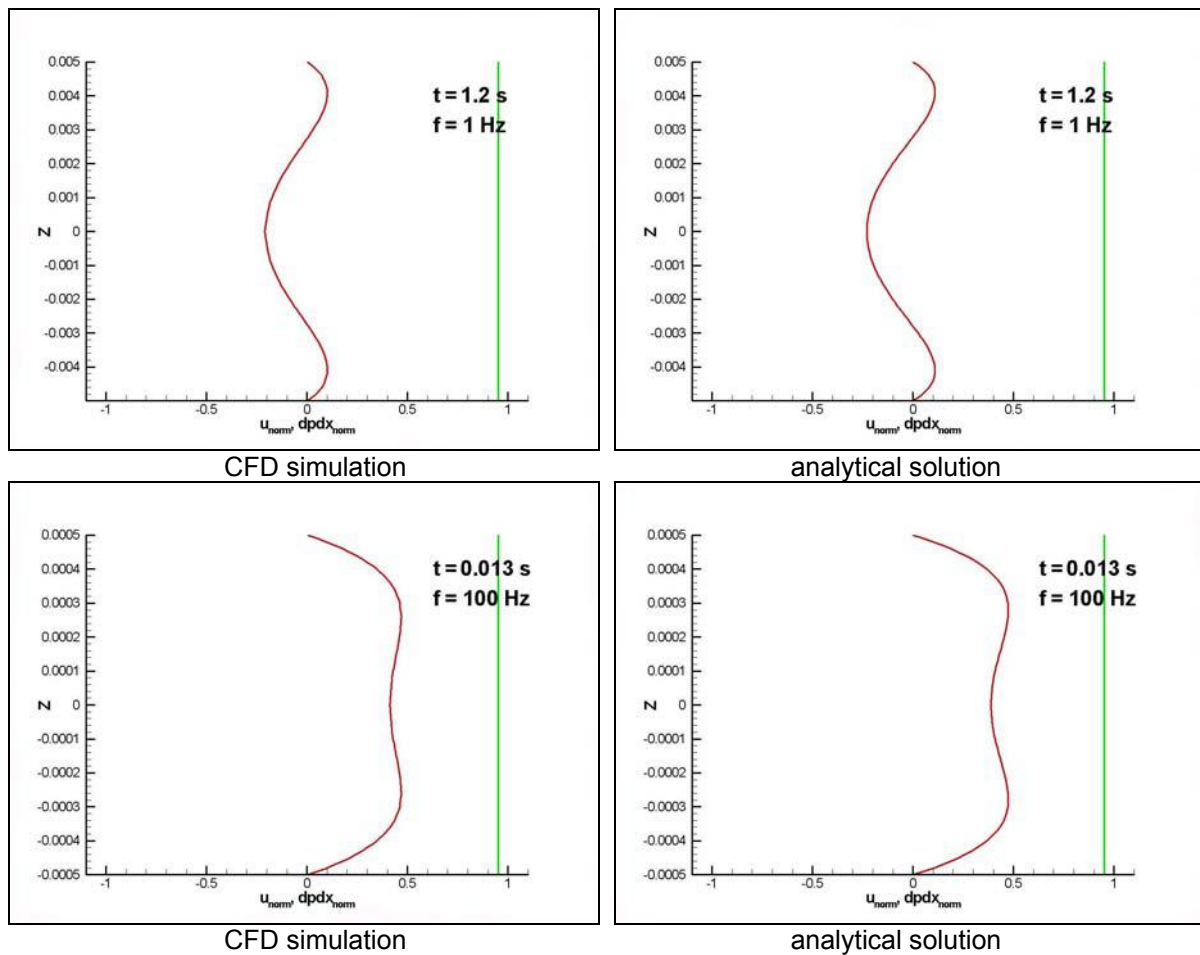 0.005
0.004
0.003
0.002
0.001
0
-0.001
-0.002
-0.003
-0.004
Z
t = 1.2 s
f = 1 Hz
-1 -0.5 0 0.5 1
u_norm, dpdx_norm
CFD simulation
0.005
0.004
0.003
0.002
0.001
0
-0.001
-0.002
-0.003
-0.004
Z
t = 1.2 s
f = 1 Hz
-1 -0.5 0 0.5 1
u_norm, dpdx_norm
analytical solution
0.0005
0.0004
0.0003
0.0002
0.0001
0
-0.0001
-0.0002
-0.0003
-0.0004
-0.0005
Z
t = 0.013 s
f = 100 Hz
-1 -0.5 0 0.5 1
u_norm, dpdx_norm
CFD simulation
0.0005
0.0004
0.0003
0.0002
0.0001
0
-0.0001
-0.0002
-0.0003
-0.0004
-0.0005
Z
t = 0.013 s
f = 100 Hz
-1 -0.5 0 0.5 1
u_norm, dpdx_norm
analytical solution